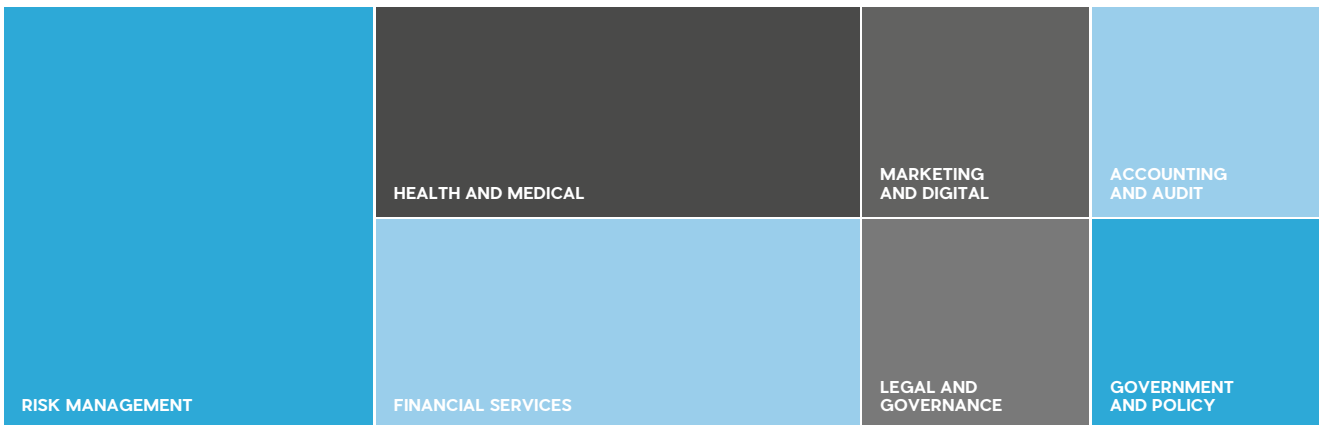 HEALTH AND MEDICAL
MARKETING
AND DIGITAL
ACCOUNTING
AND AUDIT
RISK MANAGEMENT
FINANCIAL SERVICES
LEGAL AND
GOVERNANCE
GOVERNMENT
AND POLICY